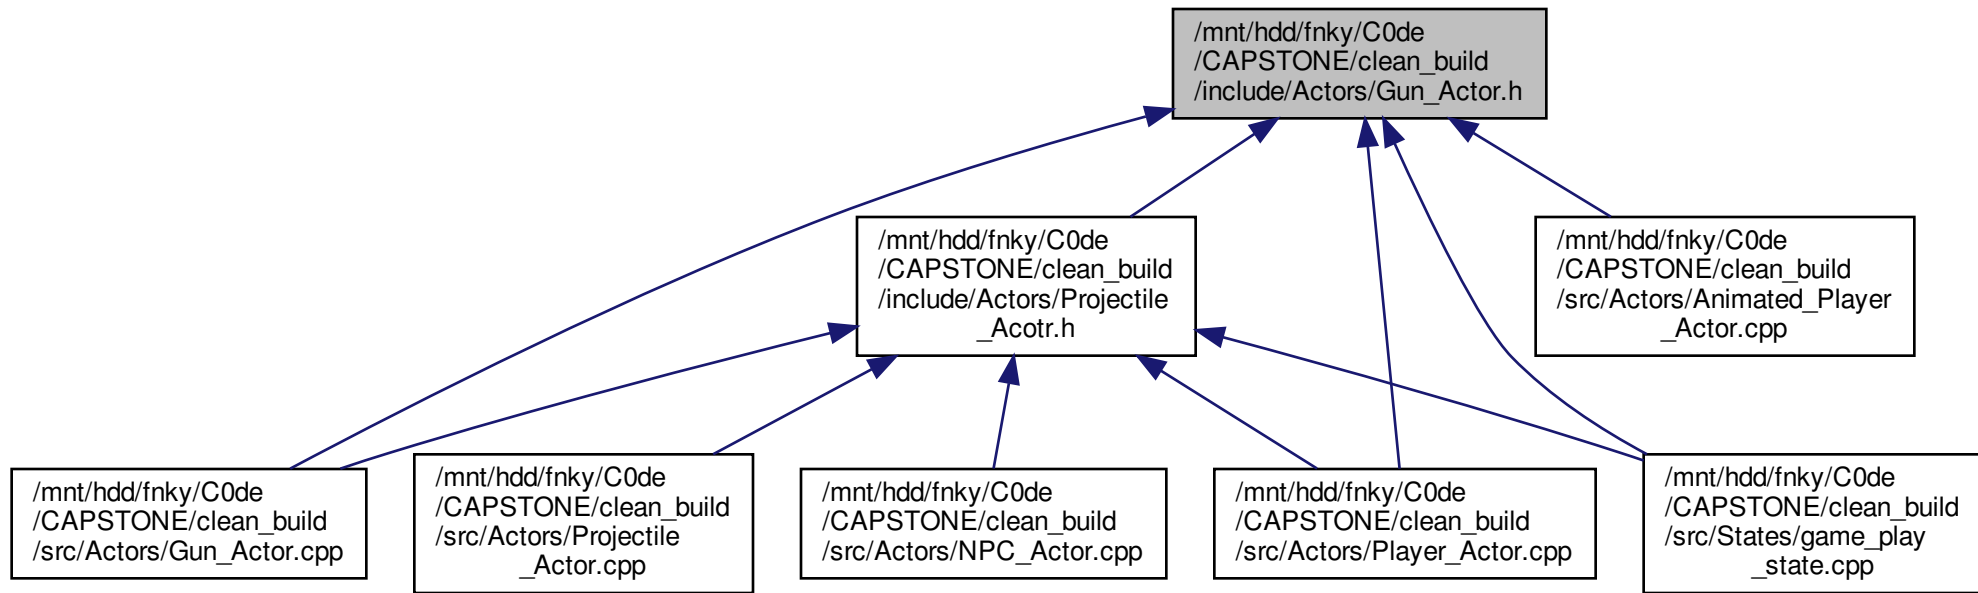 /mnt/hdd/fnky/C0de
/CAPSTONE/clean_build
/include/Actors/Gun_Actor.h
/mnt/hdd/fnky/C0de
/CAPSTONE/clean_build
/include/Actors/Projectile
_Acotr.h
/mnt/hdd/fnky/C0de
/CAPSTONE/clean_build
/src/Actors/Animated_Player
_Actor.cpp
/mnt/hdd/fnky/C0de
/CAPSTONE/clean_build
/src/Actors/Gun_Actor.cpp
/mnt/hdd/fnky/C0de
/CAPSTONE/clean_build
/src/Actors/Projectile
_Actor.cpp
/mnt/hdd/fnky/C0de
/CAPSTONE/clean_build
/src/Actors/NPC_Actor.cpp
/mnt/hdd/fnky/C0de
/CAPSTONE/clean_build
/src/Actors/Player_Actor.cpp
/mnt/hdd/fnky/C0de
/CAPSTONE/clean_build
/src/States/game_play
_state.cpp